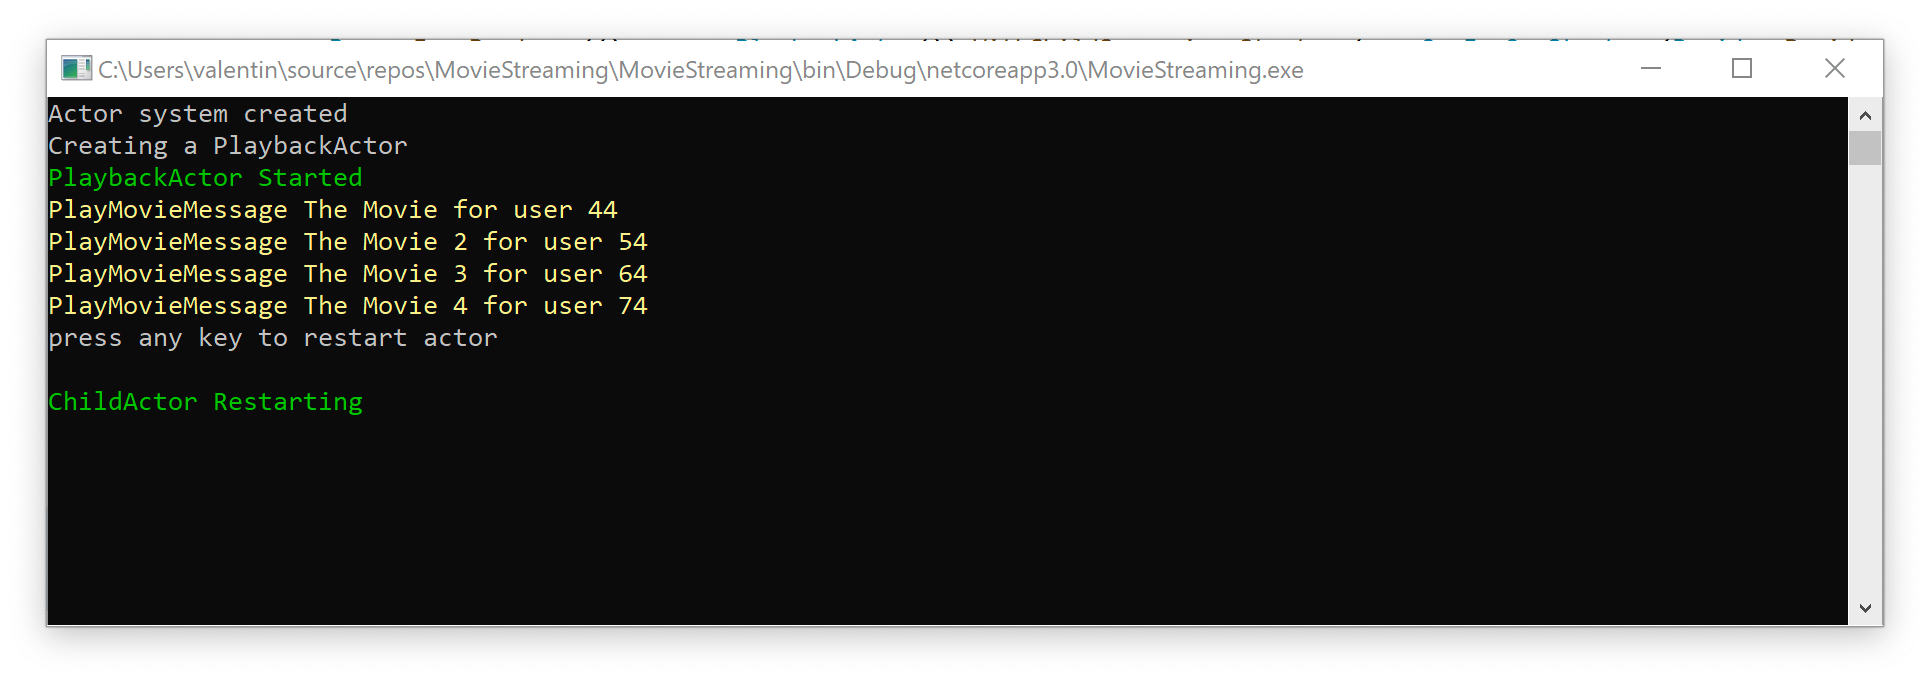 C:\Users\valentin\source\repos\MovieStreaming\MovieStreaming\bin\Debug\netcoreapp3.0\MovieStreaming.exe
Actor system created
Creating a PlaybackActor
PlaybackActor Started
PlayMovieMessage The Movie for user 44
PlayMovieMessage The Movie 2 for user 54
PlayMovieMessage The Movie 3 for user 64
PlayMovieMessage The Movie 4 for user 74
press any key to restart actor
ChildActor Restarting